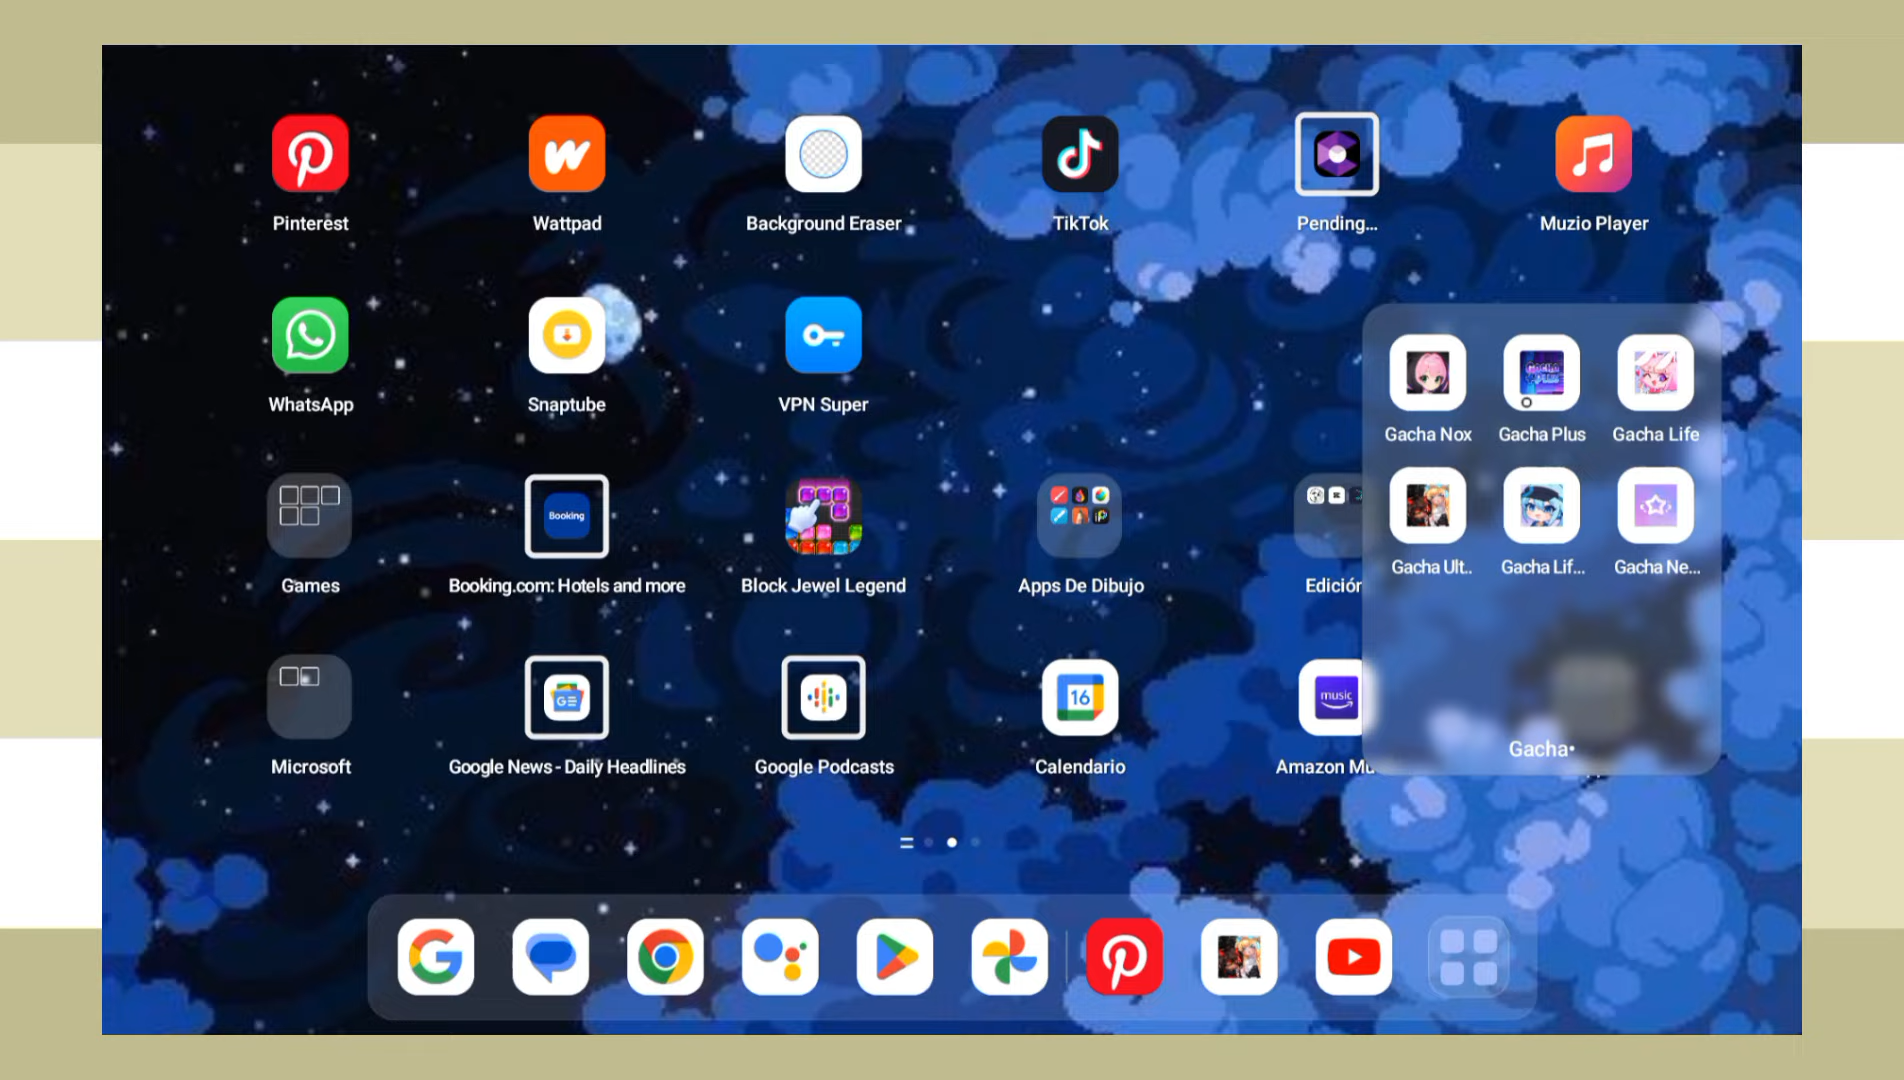 Pinterest
Wattpad
Background Eraser
TikTok
Pending...
Muzio Player
WhatsApp
Snaptube
VPN Super
Gacha Nox
Gacha Plus
Gacha Life
Gacha Ult..
Gacha Lif...
Gacha Ne...
Gacha•
Booking
Games
Booking.com: Hotels and more
Block Jewel Legend
Apps De Dibujo
Edición
GE
16
music
Microsoft
Google News - Daily Headlines
Google Podcasts
Calendario
Amazon Mu